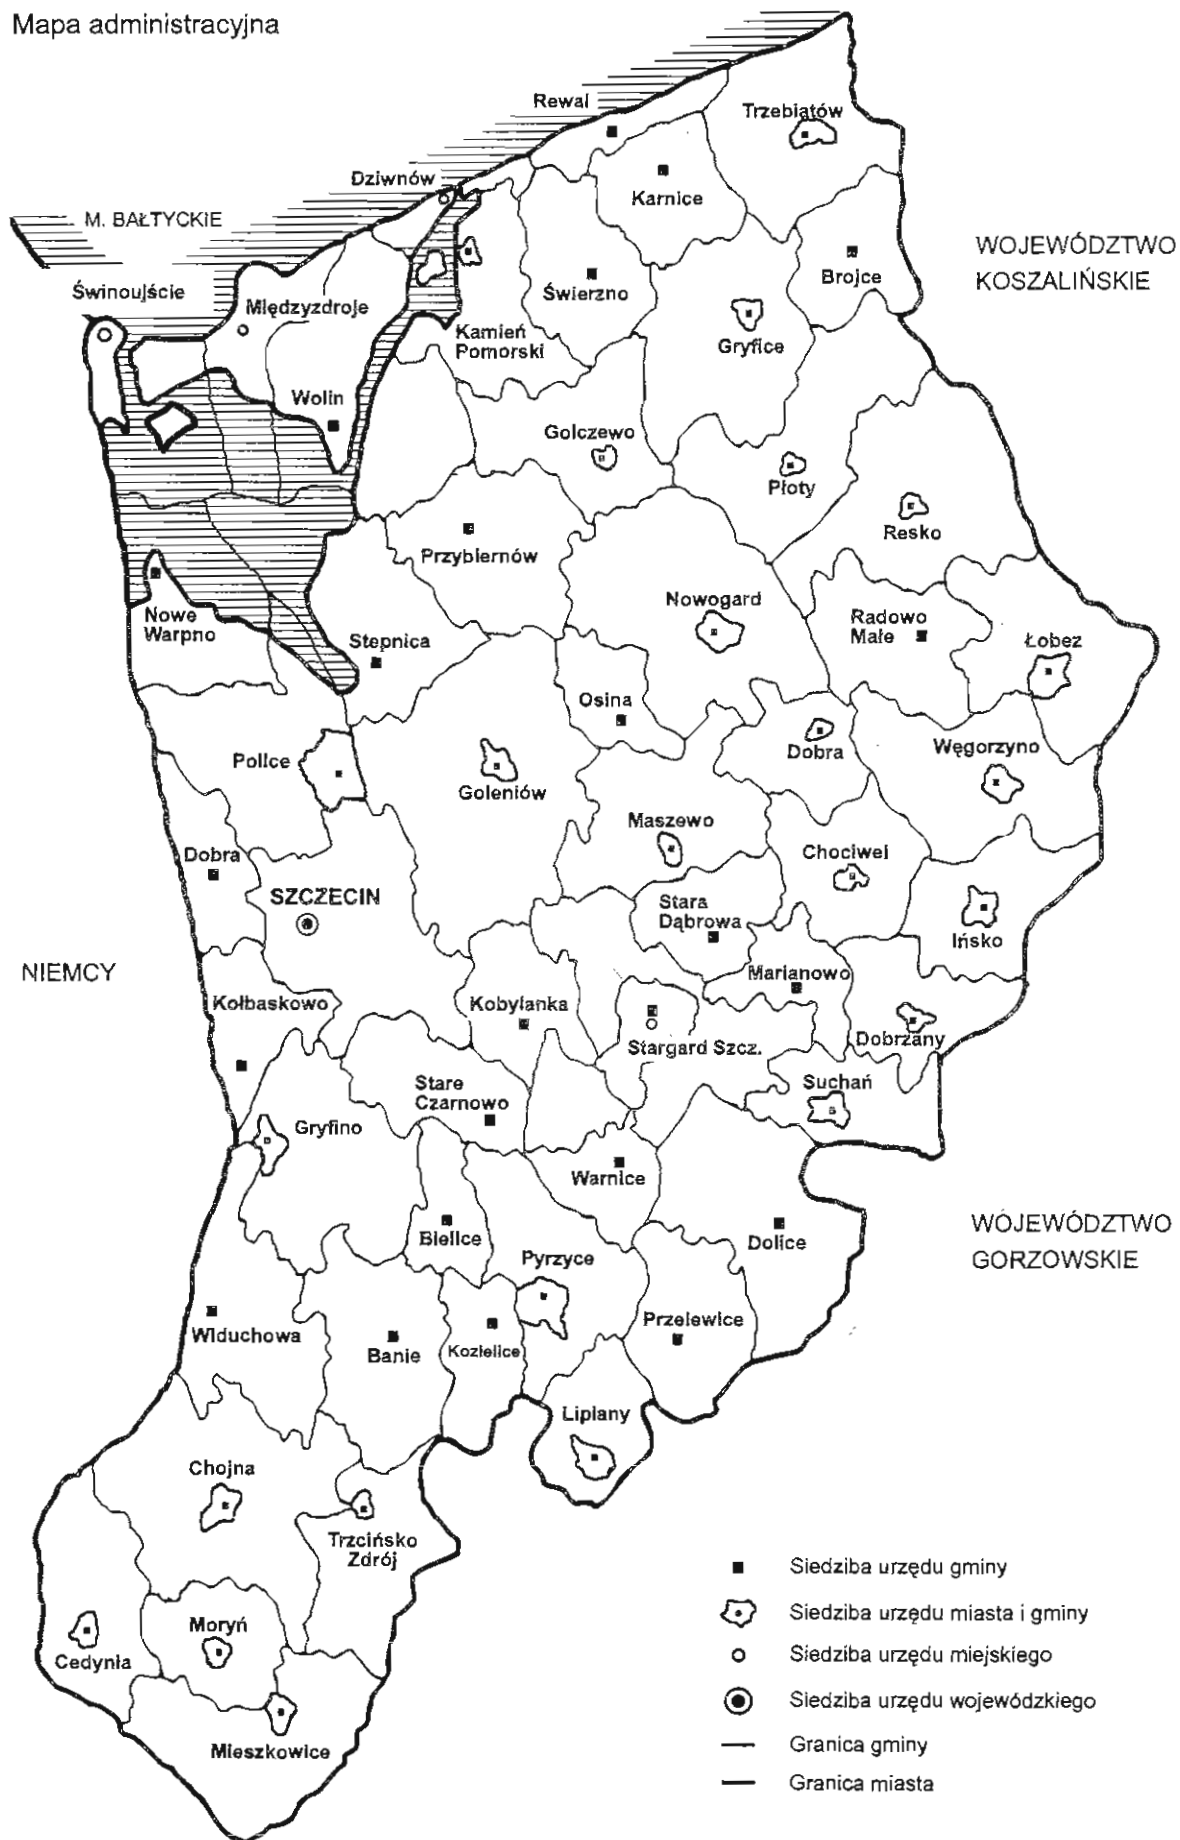 Mapa administracyjna
Rewal
Trzebiatów
Dziwnów
Karnice
M. BAŁTYCKIE
WOJEWÓDZTWO
KOSZALIŃSKIE
Brojce
Świnoujście
Międzyzdroje
Świerzno
Kamień
Pomorski
Gryfice
Wolin
Golczewo
Płoty
Resko
Przybiernów
Nowe
Warpno
Nowogard
Radowo
Małe
Stepnica
Łobez
Osina
Police
Goleniów
Dobra
Węgorzyno
Maszewo
Dobra
Chociwel
SZCZECIN
Stara
Dąbrowa
Ińsko
NIEMCY
Marianowo
Kołbaskowo
Kobylanka
Stargard Szcz.
Dobrzany
Stare
Czarnowo
Suchań
Gryfino
Warnice
Bielice
Dolice
WOJEWÓDZTWO
GORZOWSKIE
Pyrzyce
Widuchowa
Banie
Kozielice
Przelewice
Lipiany
Chojna
Trzcińsko
Zdrój
Moryń
Cedynia
Mieszkowice
Siedziba urzędu gminy
Siedziba urzędu miasta i gminy
Siedziba urzędu miejskiego
Siedziba urzędu wojewódzkiego
Granica gminy
Granica miasta